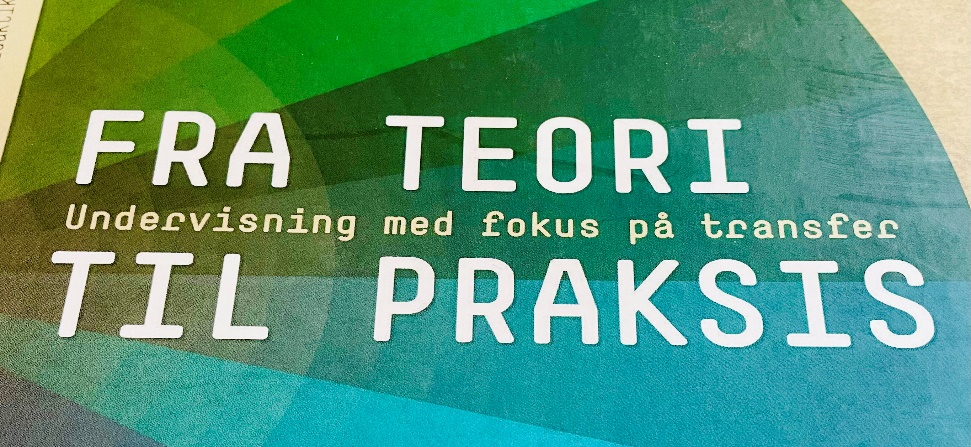 FRA TEORI
Undervisning med fokus på transfer
TIL PRAKSIS